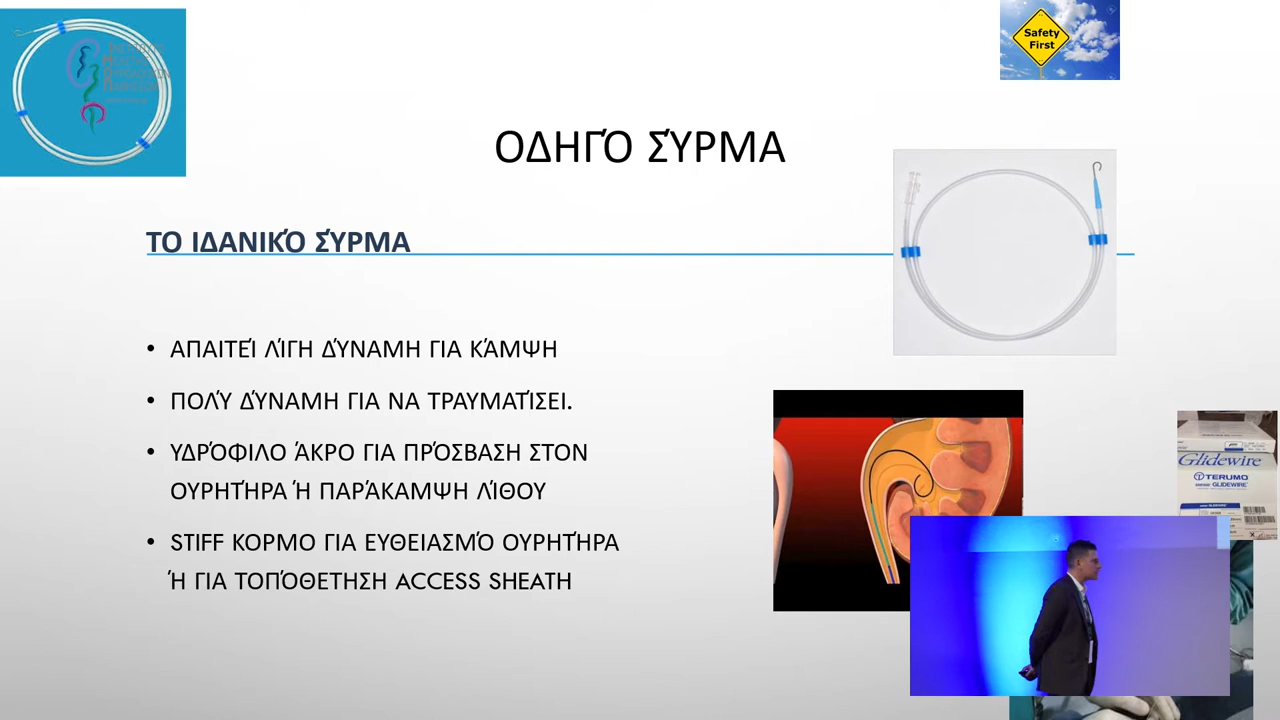 Safety
First
ΟΔΗΓΌ ΣΎΡΜΑ
ΤΟ ΙΔΑΝΙΚΌ ΣΎΡΜΑ
• ΑΠΑΙΤΕΊ ΛΊΓΗ ΔΎΝΑΜΗ ΓΙΑ ΚΆΜΨΗ
• ΠΟΛΎ ΔΎΝΑΜΗ ΓΙΑ ΝΑ ΤΡΑΥΜΑΤΊΣΕΙ.
• ΥΔΡΌΦΙΛΟ ΆΚΡΟ ΓΙΑ ΠΡΌΣΒΑΣΗ ΣΤΟΝ
ΟΥΡΗΤΉΡΑ Ή ΠΑΡΆΚΑΜΨΗ ΛΊΘΟΥ
• STIFF ΚΟΡΜΟ ΓΙΑ ΕΥΘΕΙΑΣΜΌ ΟΥΡΗΤΉΡΑ
Ή ΓΙΑ ΤΟΠΌΘΕΤΗΣΗ ACCESS SHEATH
Glidewire
TERUMO
GLIDEWIRE